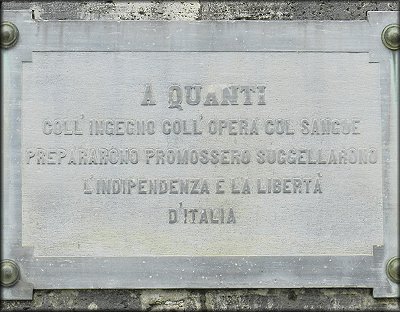 A QUANTI
COLL'INGEGNO COLL'OPERA COL SANGUE
PREPARARONO PROMOSSERO SUGGELLARONO
L'INDIPENDENZA E LA LIBERTÀ
D'ITALIA